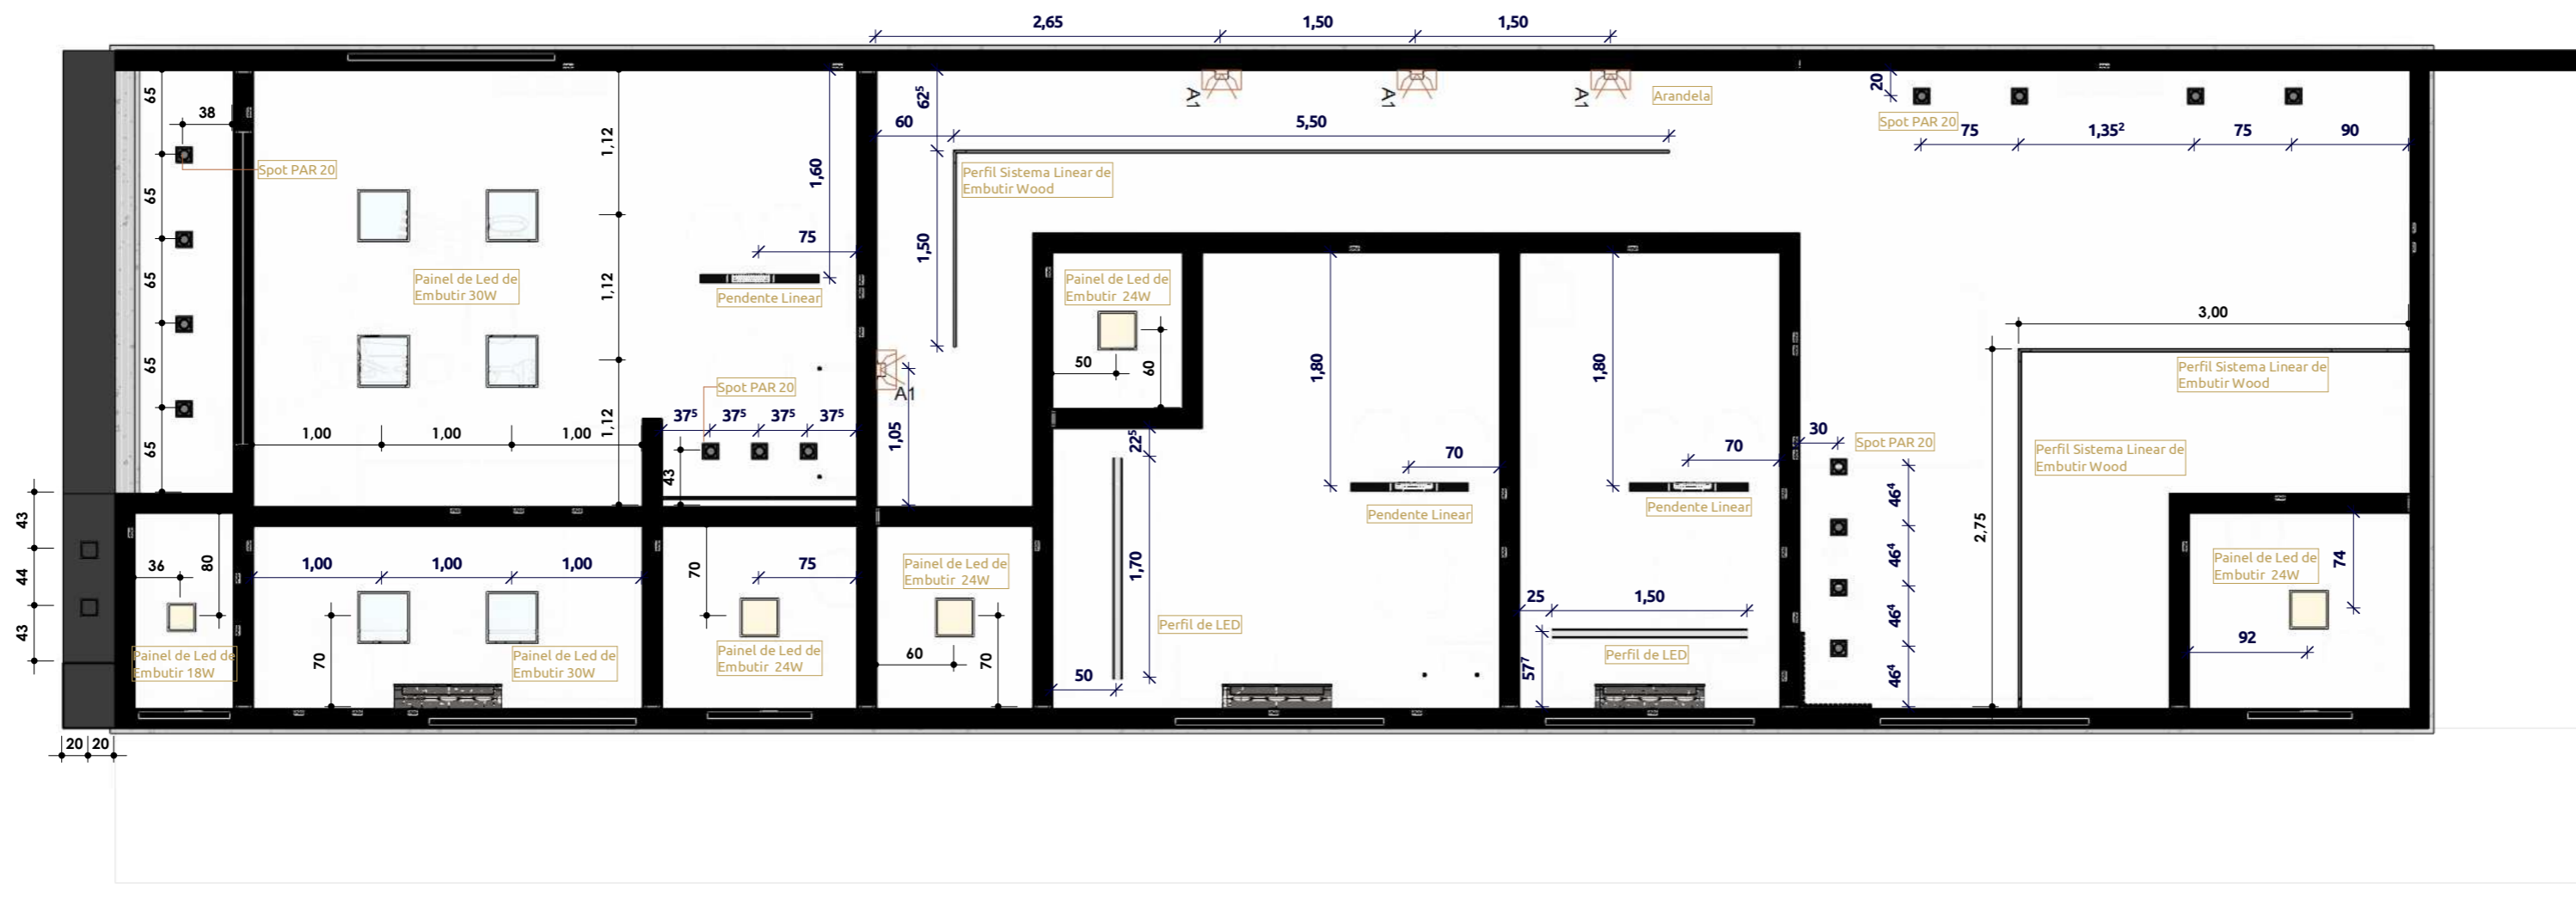 2,65
1,50
1,50
65
38
Spot PAR 20
65
65
65
65
1,12
1,12
1,12
1,60
75
Painel de Led de
Embutir 30W
Pendente Linear
Spot PAR 20
37⁵
37⁵
37⁵
37⁵
43
1,00
1,00
1,00
62⁵
60
5,50
Perfil Sistema Linear de
Embutir Wood
1,50
A1
1,05
A1
A1
A1
Arandela
20
Spot PAR 20
75
1,35²
75
90
Painel de Led de
Embutir 24W
50
60
22⁵
1,80
70
Pendente Linear
1,80
70
Pendente Linear
30
Spot PAR 20
46⁴
46⁴
46⁴
46⁴
3,00
Perfil Sistema Linear de
Embutir Wood
Perfil Sistema Linear de
Embutir Wood
2,75
43
44
43
36
80
Painel de Led de
Embutir 18W
20
20
1,00
1,00
1,00
70
Painel de Led de
Embutir 30W
70
75
Painel de Led de
Embutir 24W
Painel de Led de
Embutir 24W
60
70
1,70
Perfil de LED
50
25
1,50
57⁷
Perfil de LED
Painel de Led de
Embutir 24W
74
92